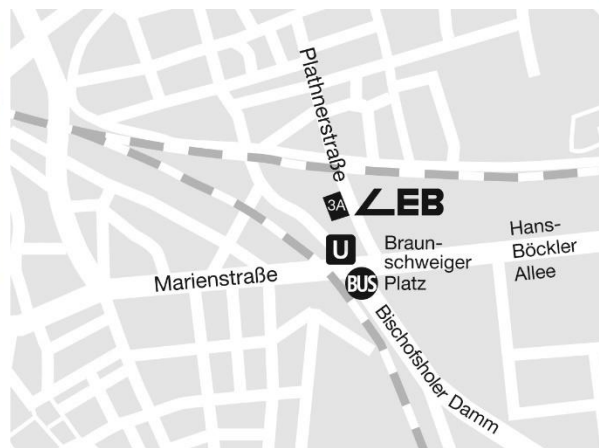 Plathnerstraße
3A
LEB
U
Braun-
schweiger
Platz
Hans-
Böckler
Allee
Marienstraße
BUS
Bischofsholer Damm